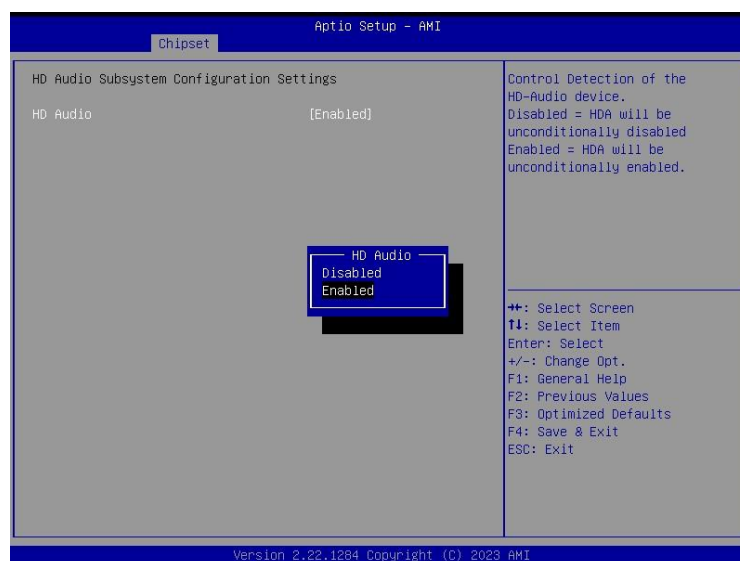 Aptio Setup – AMI
Chipset
HD Audio Subsystem Configuration Settings
HD Audio [Enabled]
HD Audio
Disabled
Enabled
Control Detection of the
HD-Audio device.
Disabled = HDA will be
unconditionally disabled
Enabled = HDA will be
unconditionally enabled.
→←: Select Screen
↑↓: Select Item
Enter: Select
+/-: Change Opt.
F1: General Help
F2: Previous Values
F3: Optimized Defaults
F4: Save & Exit
ESC: Exit
Version 2.22.1284 Copyright (C) 2023 AMI